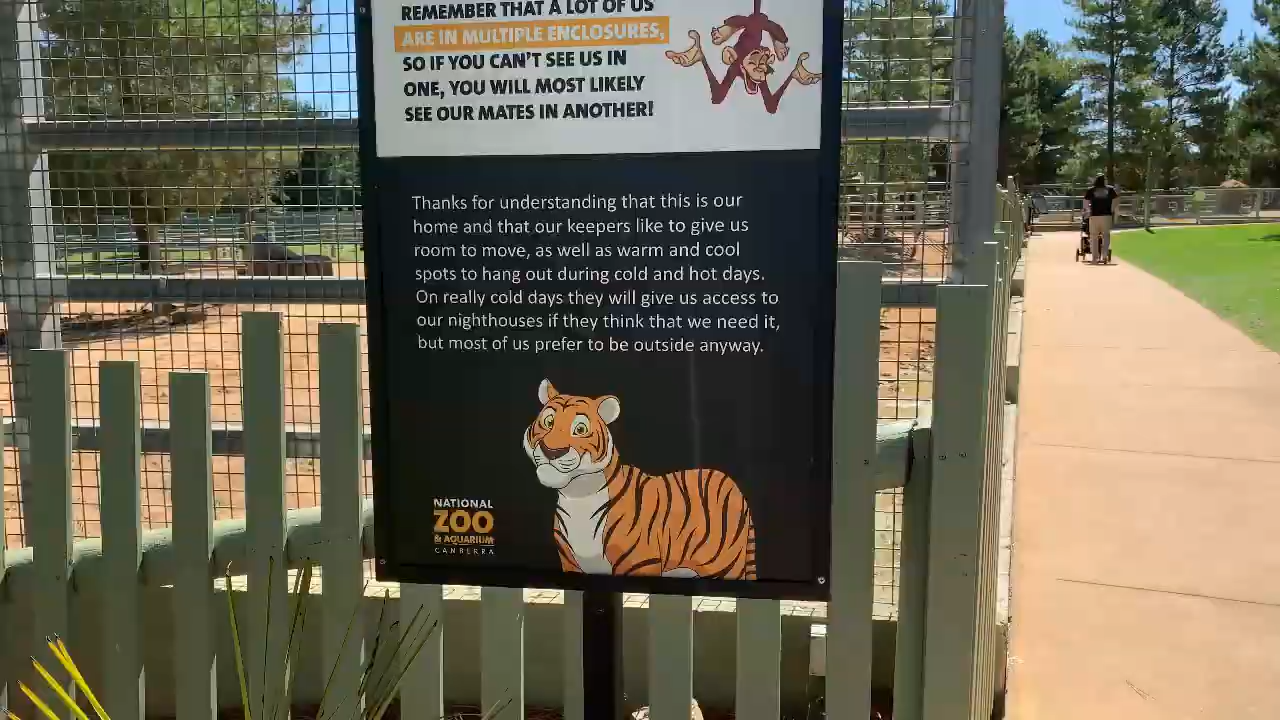 REMEMBER THAT A LOT OF US
ARE IN MULTIPLE ENCLOSURES,
SO IF YOU CAN'T SEE US IN
ONE, YOU WILL MOST LIKELY
SEE OUR MATES IN ANOTHER!
Thanks for understanding that this is our
home and that our keepers like to give us
room to move, as well as warm and cool
spots to hang out during cold and hot days.
On really cold days they will give us access to
our nighthouses if they think that we need it,
but most of us prefer to be outside anyway.
NATIONAL
ZOO
& AQUARIUM
CANBERRA